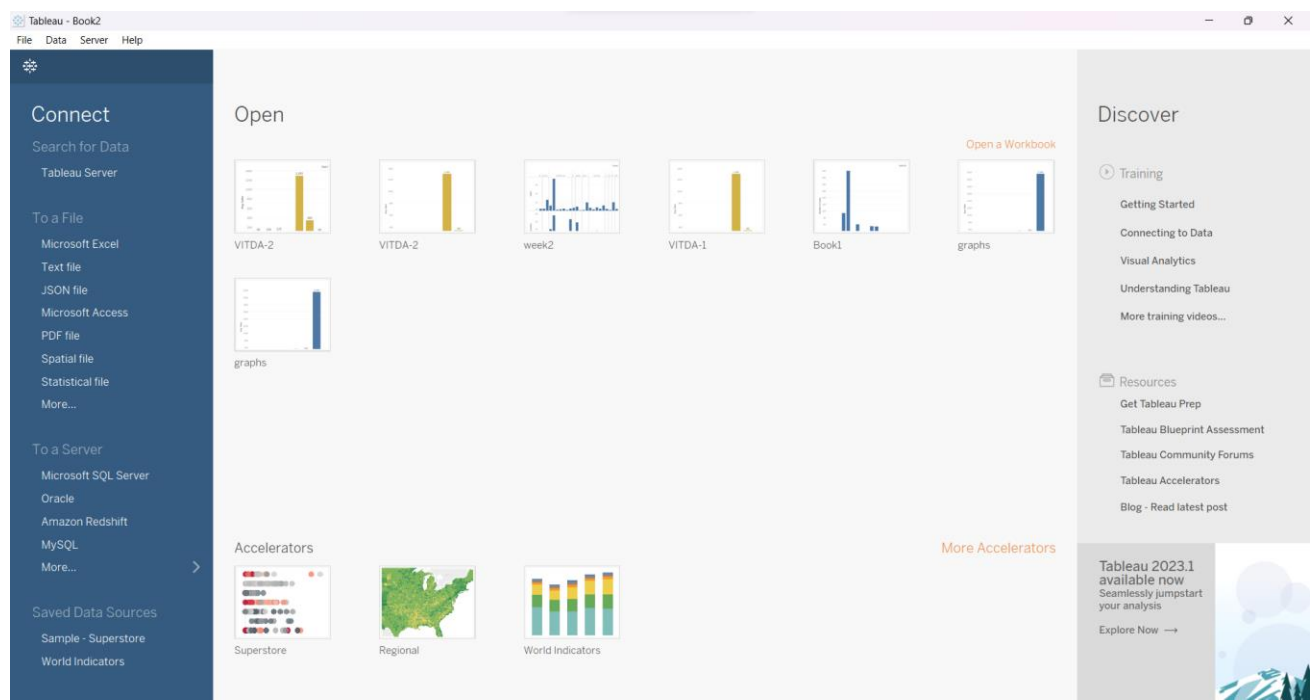 Tableau - Book2
File Data Server Help
Connect
Search for Data
Tableau Server
To a File
Microsoft Excel
Text file
JSON file
Microsoft Access
PDF file
Spatial file
Statistical file
More...
To a Server
Microsoft SQL Server
Oracle
Amazon Redshift
MySQL
More...
Saved Data Sources
Sample - Superstore
World Indicators
Open
Open a Workbook
VITDA-2
VITDA-2
week2
VITDA-1
Book1
graphs
graphs
Accelerators
More Accelerators
Superstore
Regional
World Indicators
Discover
Training
Getting Started
Connecting to Data
Visual Analytics
Understanding Tableau
More training videos...
Resources
Get Tableau Prep
Tableau Blueprint Assessment
Tableau Community Forums
Tableau Accelerators
Blog - Read latest post
Tableau 2023.1
available now
Seamlessly jumpstart
your analysis
Explore Now →